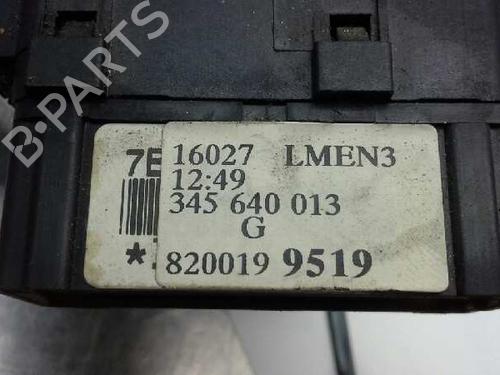 B-PARTS
7E
16027 LMEN3
12:49
345 640 013
G
* 820019 9519